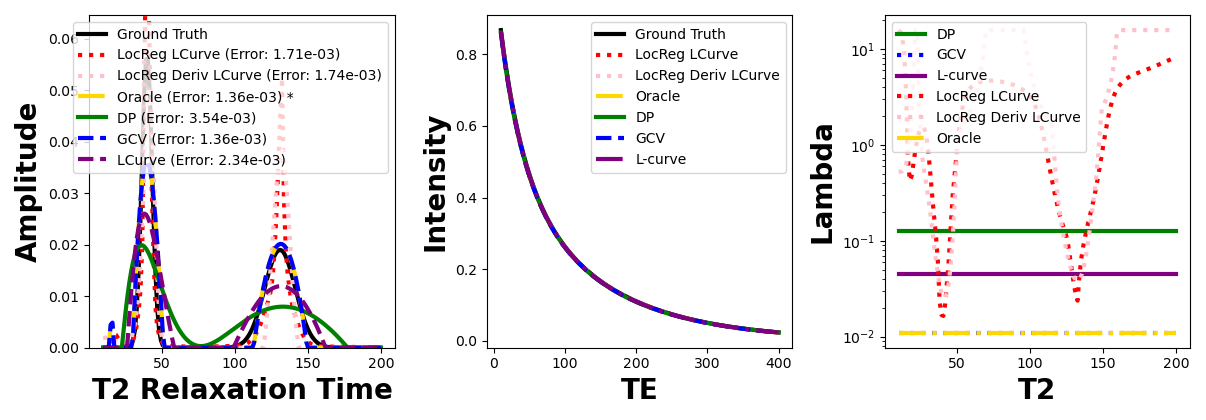 0.06
0.05
0.04
0.03
0.02
0.01
0.00
50
100
150
200
Amplitude
T2 Relaxation Time
Ground Truth
LocReg LCurve (Error: 1.71e-03)
LocReg Deriv LCurve (Error: 1.74e-03)
Oracle (Error: 1.36e-03) *
DP (Error: 3.54e-03)
GCV (Error: 1.36e-03)
LCurve (Error: 2.34e-03)
0.8
0.6
0.4
0.2
0.0
0
100
200
300
400
Intensity
TE
Ground Truth
LocReg LCurve
LocReg Deriv LCurve
Oracle
DP
GCV
L-curve
10¹
10⁰
10⁻¹
10⁻²
50
100
150
200
Lambda
T2
DP
GCV
L-curve
LocReg LCurve
LocReg Deriv LCurve
Oracle